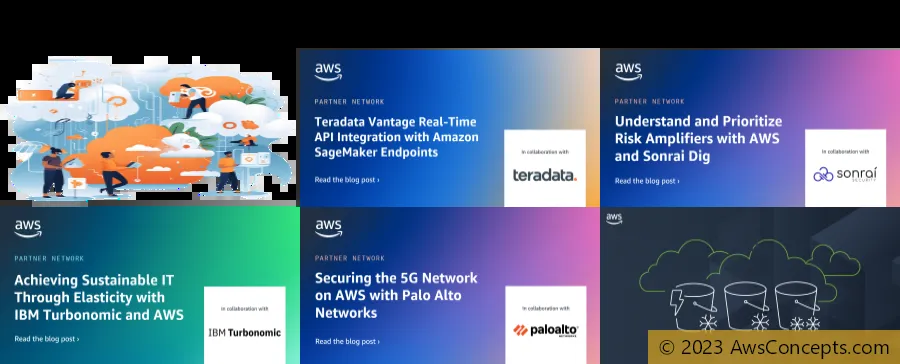 aws
PARTNER NETWORK
Teradata Vantage Real-Time
API Integration with Amazon
SageMaker Endpoints
Read the blog post ›
In collaboration with
teradata.
aws
PARTNER NETWORK
Understand and Prioritize
Risk Amplifiers with AWS
and Sonrai Dig
Read the blog post ›
In collaboration with
sonraí
SECURITY
aws
PARTNER NETWORK
Achieving Sustainable IT
Through Elasticity with
IBM Turbonomic and AWS
Read the blog post ›
In collaboration with
IBM Turbonomic
aws
PARTNER NETWORK
Securing the 5G Network
on AWS with Palo Alto
Networks
Read the blog post ›
In collaboration with
paloalto
NETWORKS
aws
© 2023 AwsConcepts.com